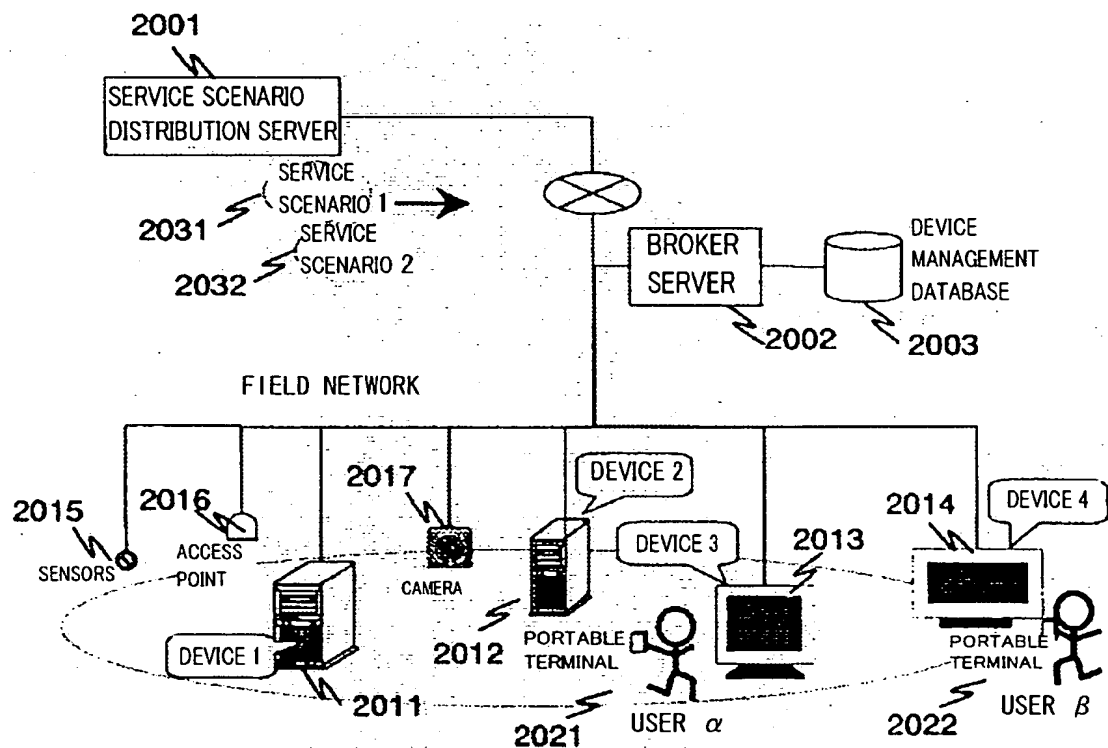 2001
SERVICE SCENARIO
DISTRIBUTION SERVER
SERVICE
SCENARIO 1
2031
SERVICE
SCENARIO 2
2032
BROKER
SERVER
2002
DEVICE
MANAGEMENT
DATABASE
2003
FIELD NETWORK
2015
SENSORS
2016
ACCESS
POINT
2017
CAMERA
DEVICE 2
DEVICE 3
2013
2014
DEVICE 4
DEVICE 1
2011
2012
PORTABLE
TERMINAL
2021
USER α
PORTABLE
TERMINAL
2022
USER β